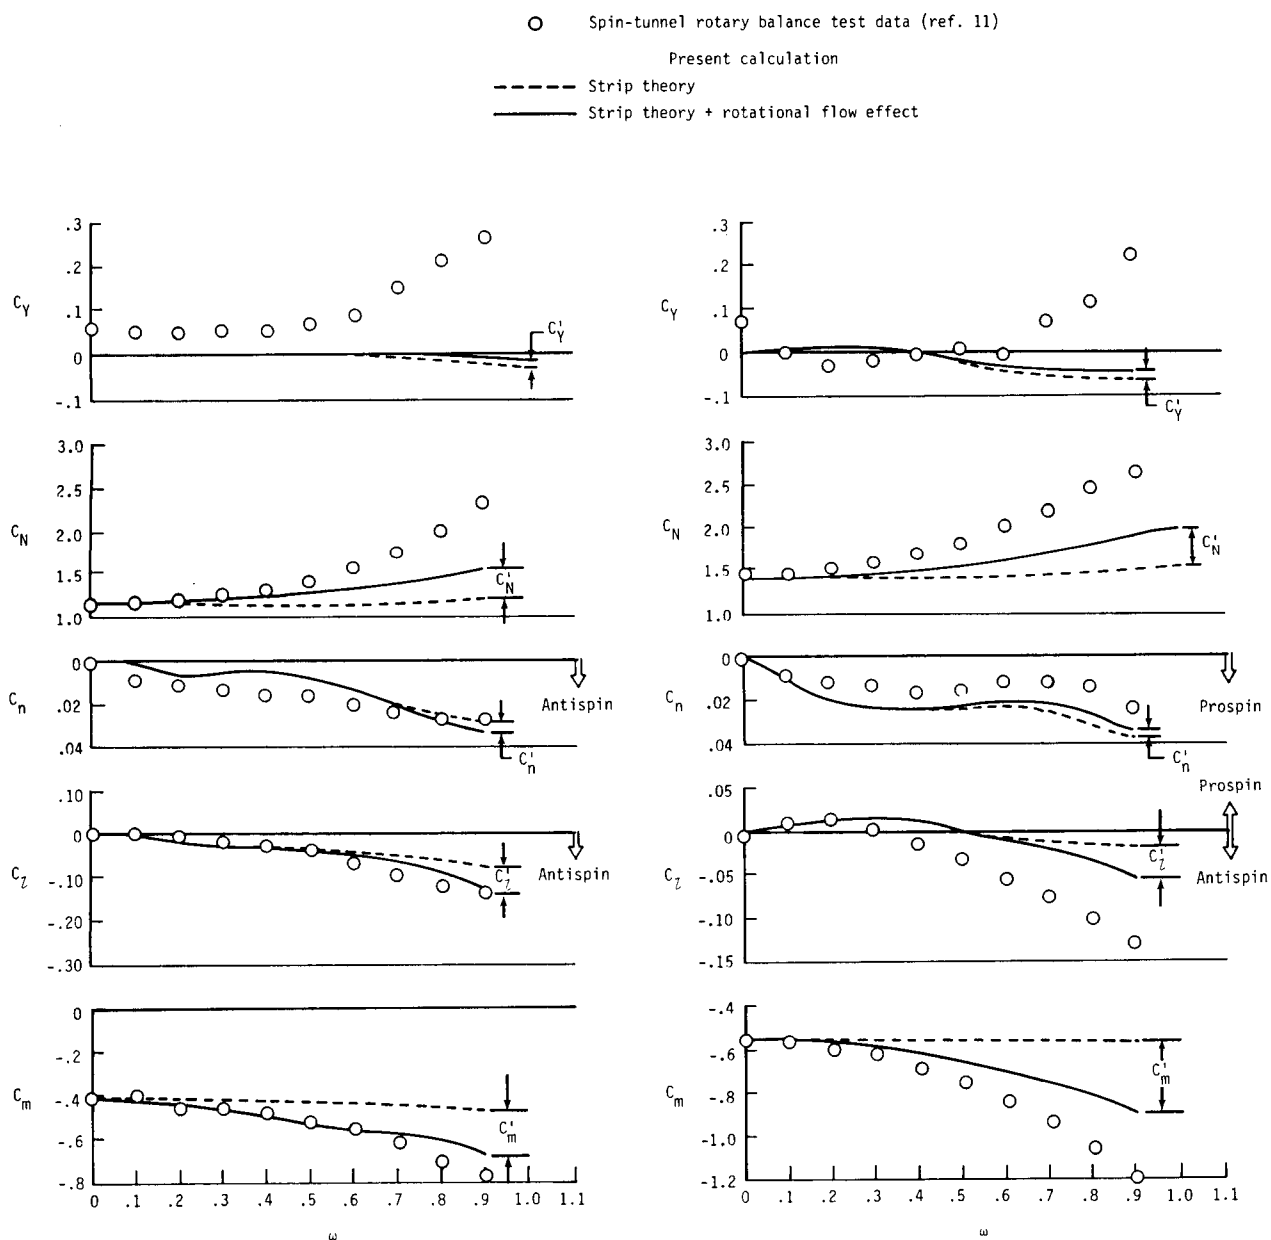 Spin-tunnel rotary balance test data (ref. 11)
Present calculation
Strip theory
Strip theory + rotational flow effect
.3
.2
C_Y
.1
0
-.1
C'_Y
3.0
2.5
C_N
2.0
1.5
1.0
C'_N
0
C_n
.02
.04
Antispin
C'_n
.10
0
C_l
-.10
-.20
-.30
C'_l
Antispin
0
-.2
C_m
-.4
-.6
-.8
C'_m
0 .1 .2 .3 .4 .5 .6 .7 .8 .9 1.0 1.1
ω
.3
.2
C_Y
.1
0
-.1
C'_Y
3.0
2.5
C_N
2.0
1.5
1.0
C'_N
0
C_n
.02
.04
Prospin
C'_n
.05
0
C_l
-.05
-.10
-.15
Prospin
C'_l
Antispin
-.4
-.6
C_m
-.8
-1.0
-1.2
C'_m
0 .1 .2 .3 .4 .5 .6 .7 .8 .9 1.0 1.1
ω